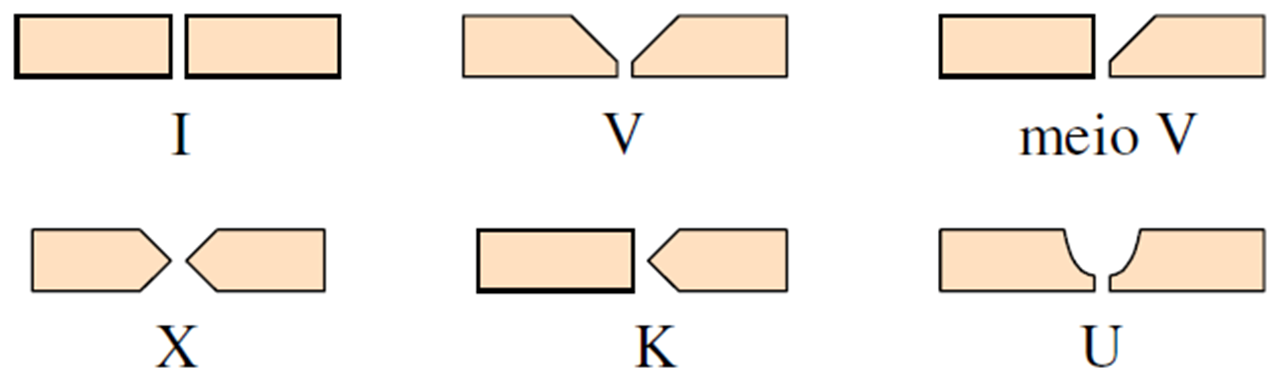 I V meio V
X K U